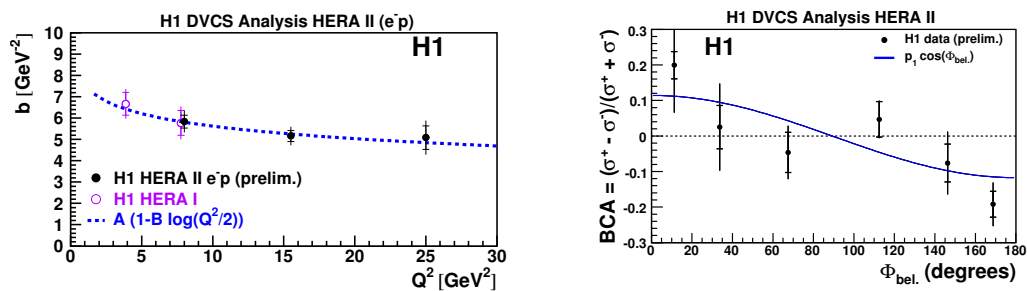 H1 DVCS Analysis HERA II (e⁻p)
b [GeV⁻²]
10
9
8
7
6
5
4
3
2
1
0
H1
H1 HERA II e⁻p (prelim.)
H1 HERA I
A (1-B log(Q²/2))
0 5 10 15 20 25 30
Q² [GeV²]
H1 DVCS Analysis HERA II
BCA = (σ⁺ - σ⁻)/(σ⁺ + σ⁻)
0.3
0.2
0.1
0
-0.1
-0.2
-0.3
H1
H1 data (prelim.)
p₁ cos(Φbel.)
0 20 40 60 80 100 120 140 160 180
Φbel. (degrees)